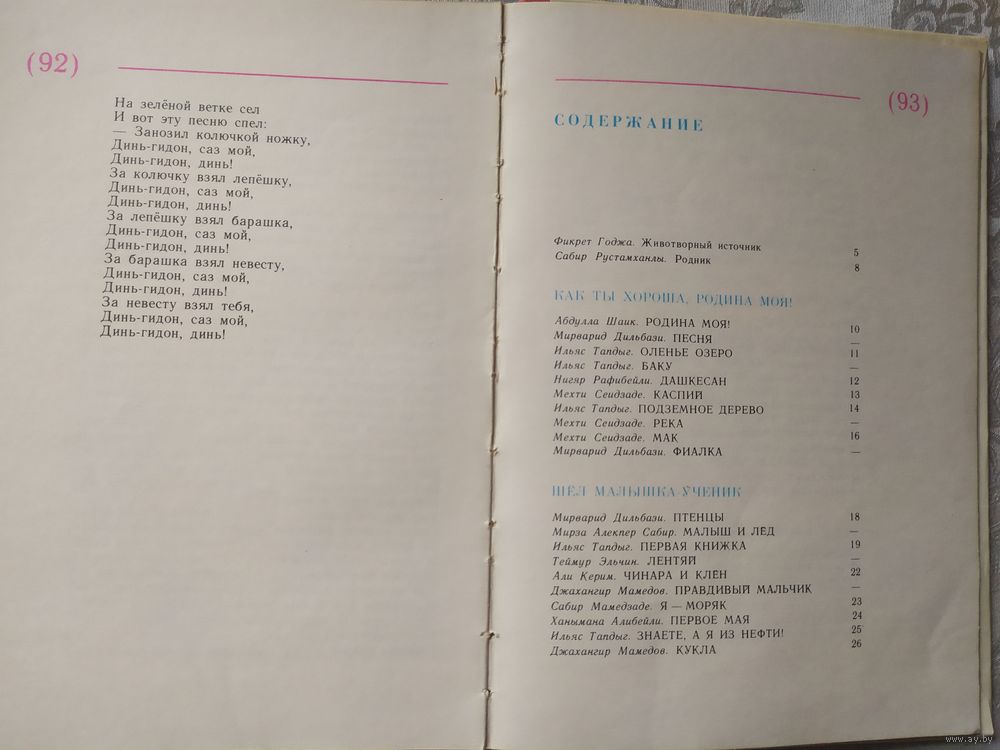 (92)
На зелёной ветке сел
И вот эту песню спел:
— Занозил колючкой ножку,
Динь-гидон, саз мой,
Динь-гидон, динь!
За колючку взял лепёшку,
Динь-гидон, саз мой,
Динь-гидон, динь!
За лепёшку взял барашка,
Динь-гидон, саз мой,
Динь-гидон, динь!
За барашка взял невесту,
Динь-гидон, саз мой,
Динь-гидон, динь!
За невесту взял тебя,
Динь-гидон, саз мой,
Динь-гидон, динь!
(93)
СОДЕРЖАНИЕ
Фикрет Годжа. Животворный источник 5
Сабир Рустамханлы. Родник 8
КАК ТЫ ХОРОША, РОДИНА МОЯ!
Абдулла Шаик. РОДИНА МОЯ! 10
Мирварид Дильбази. ПЕСНЯ —
Ильяс Тапдыг. ОЛЕНЬЕ ОЗЕРО 11
Ильяс Тапдыг. БАКУ —
Нигяр Рафибейли. ДАШКЕСАН 12
Мехти Сеидзаде. КАСПИЙ 13
Ильяс Тапдыг. ПОДЗЕМНОЕ ДЕРЕВО 14
Мехти Сеидзаде. РЕКА —
Мехти Сеидзаде. МАК 16
Мирварид Дильбази. ФИАЛКА —
ШЁЛ МАЛЫШКА УЧЕНИК
Мирварид Дильбази. ПТЕНЦЫ 18
Мирза Алекпер Сабир. МАЛЫШ И ЛЁД —
Ильяс Тапдыг. ПЕРВАЯ КНИЖКА 19
Теймур Эльчин. ЛЕНТЯЙ —
Али Керим. ЧИНАРА И КЛЁН 22
Джахангир Мамедов. ПРАВДИВЫЙ МАЛЬЧИК —
Сабир Мамедзаде. Я — МОРЯК 23
Ханымана Алибейли. ПЕРВОЕ МАЯ 24
Ильяс Тапдыг. ЗНАЕТЕ, А Я ИЗ НЕФТИ! 25
Джахангир Мамедов. КУКЛА 26
www.ay.by